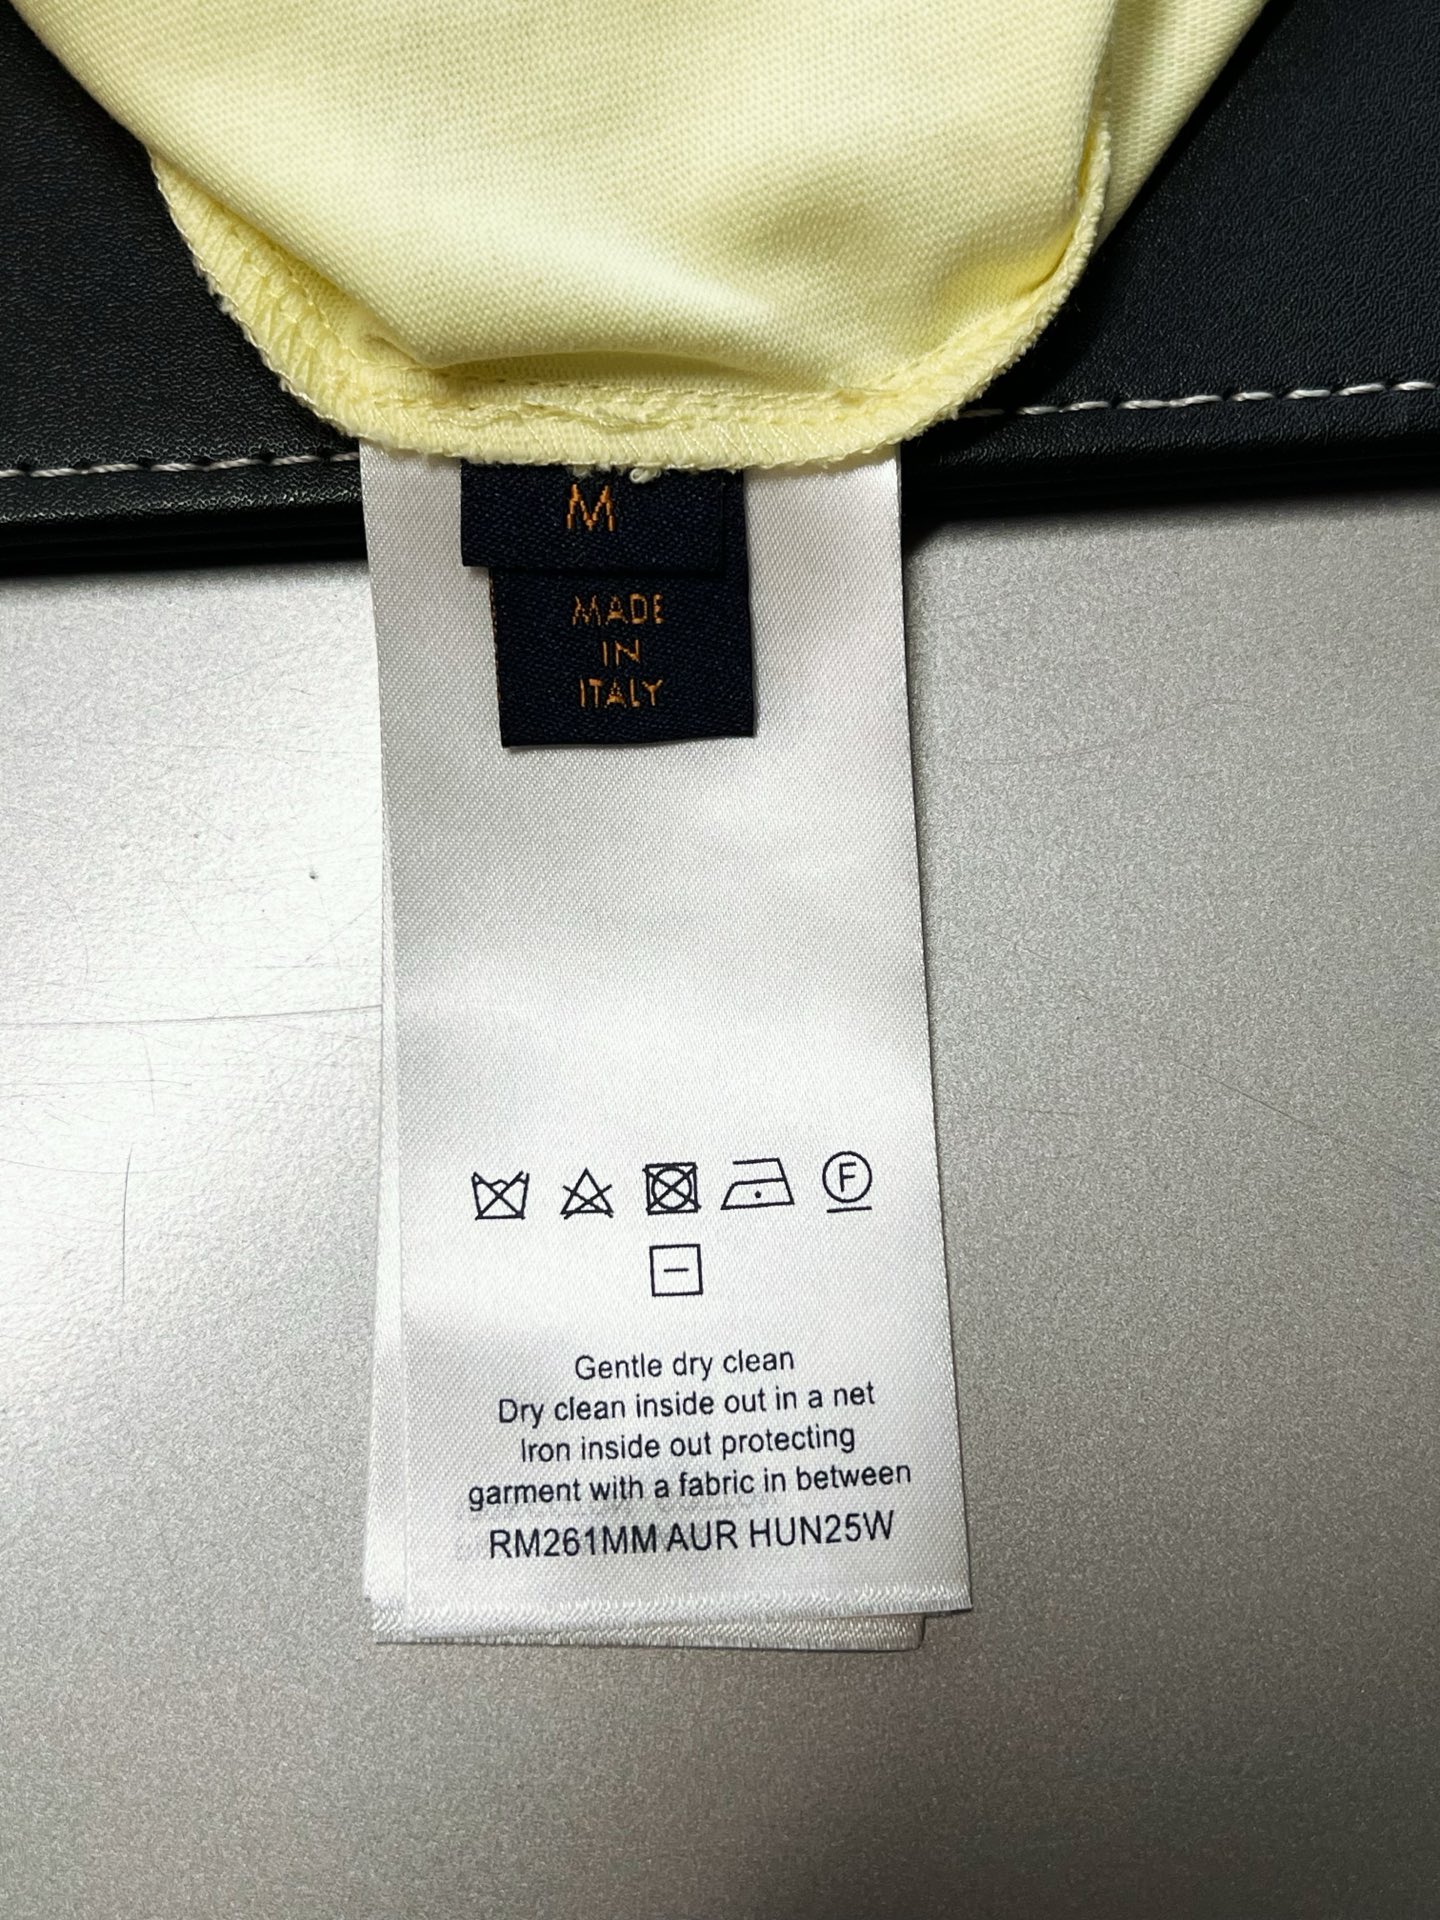 M
MADE
IN
ITALY
F
Gentle dry clean
Dry clean inside out in a net
Iron inside out protecting
garment with a fabric in between
RM261MM AUR HUN25W